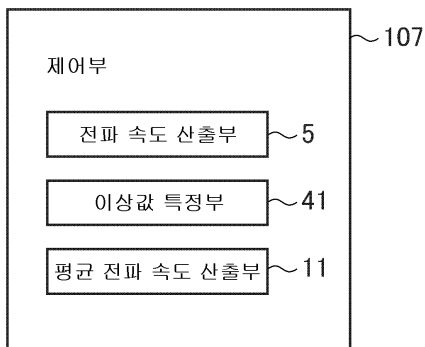 107
제어부
전파 속도 산출부 5
이상값 특정부 41
평균 전파 속도 산출부 11